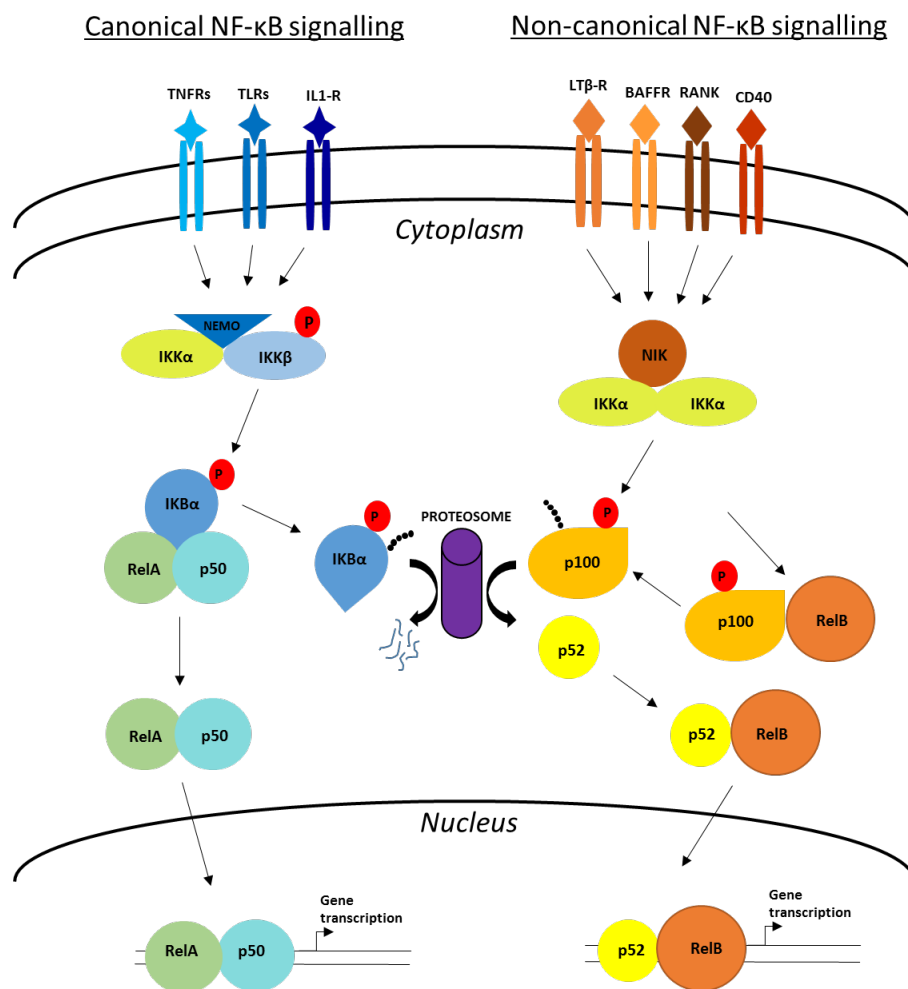 Canonical NF-κB signalling
Non-canonical NF-κB signalling
TNFRs
TLRs
IL1-R
LTβ-R
BAFFR
RANK
CD40
Cytoplasm
NEMO
P
IKKα
IKKβ
NIK
IKKα
IKKα
P
IKBα
RelA
p50
P
IKBα
PROTEOSOME
P
p100
P
p100
RelB
p52
RelA
p50
p52
RelB
Nucleus
Gene
transcription
RelA
p50
Gene
transcription
p52
RelB